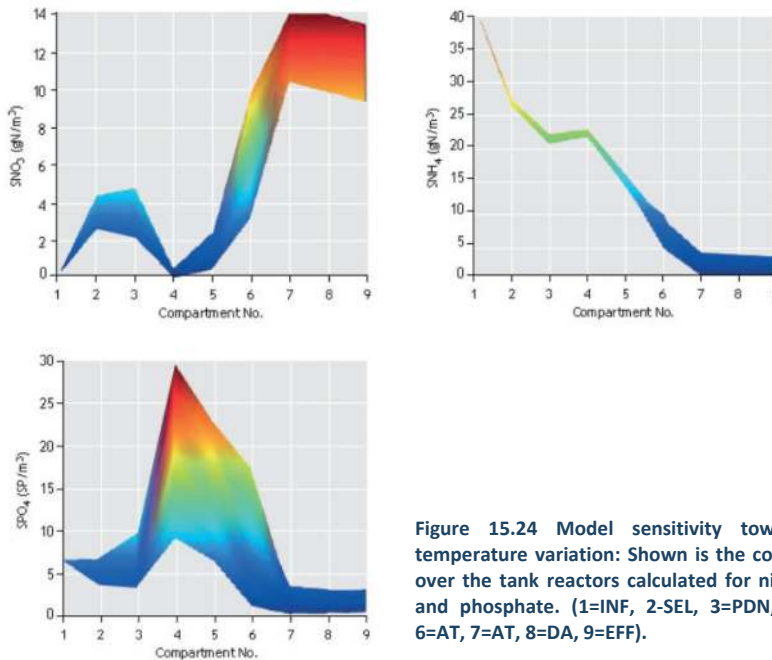 14
12
10
8
6
4
2
0
SNO₃ (gN/m³)
1 2 3 4 5 6 7 8 9
Compartment No.
40
35
30
25
20
15
10
5
0
SNH₄ (gN/m³)
1 2 3 4 5 6 7 8 9
Compartment No.
30
25
20
15
10
5
0
SPO₄ (SP/m³)
1 2 3 4 5 6 7 8 9
Compartment No.
Figure 15.24 Model sensitivity
temperature variation: Shown is the
over the tank reactors calculated for
and phosphate. (1=INF, 2-SEL, 3=PDN,
6=AT, 7=AT, 8=DA, 9=EFF).